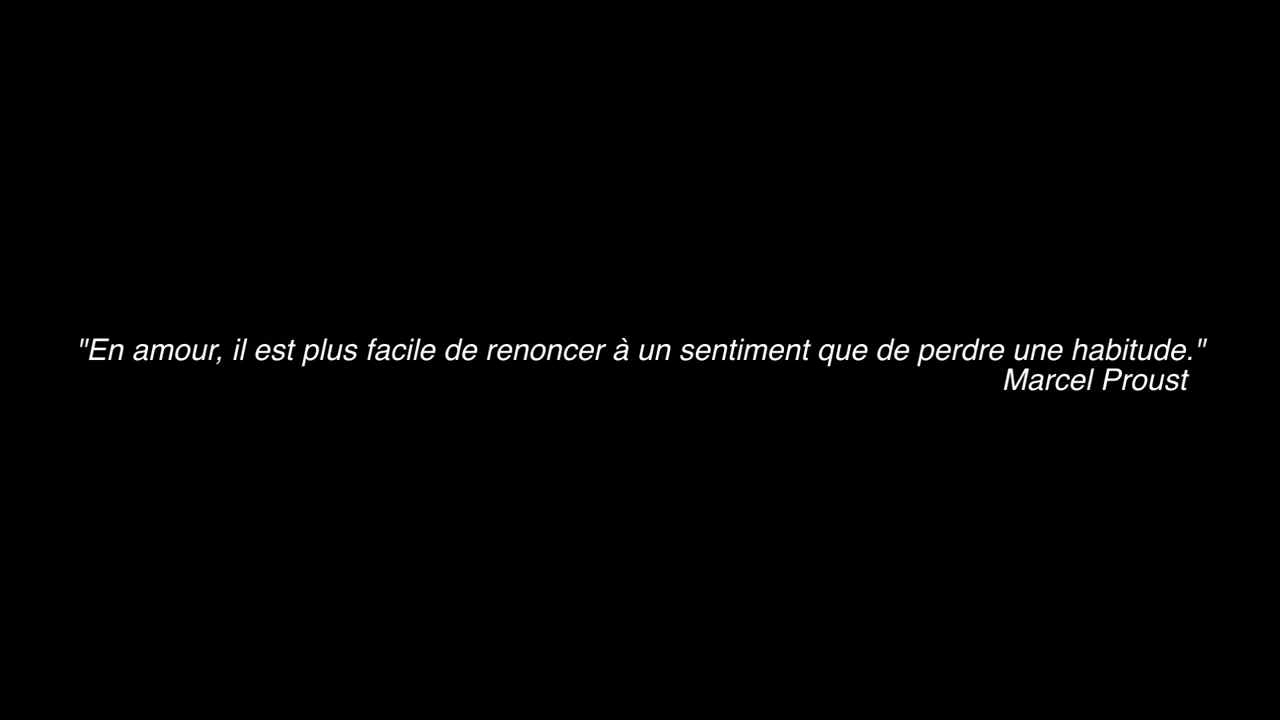 "En amour, il est plus facile de renoncer à un sentiment que de perdre une habitude."
Marcel Proust